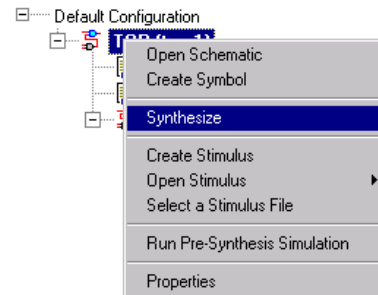 Default Configuration
Open Schematic
Create Symbol
Synthesize
Create Stimulus
Open Stimulus
Select a Stimulus File
Run Pre-Synthesis Simulation
Properties